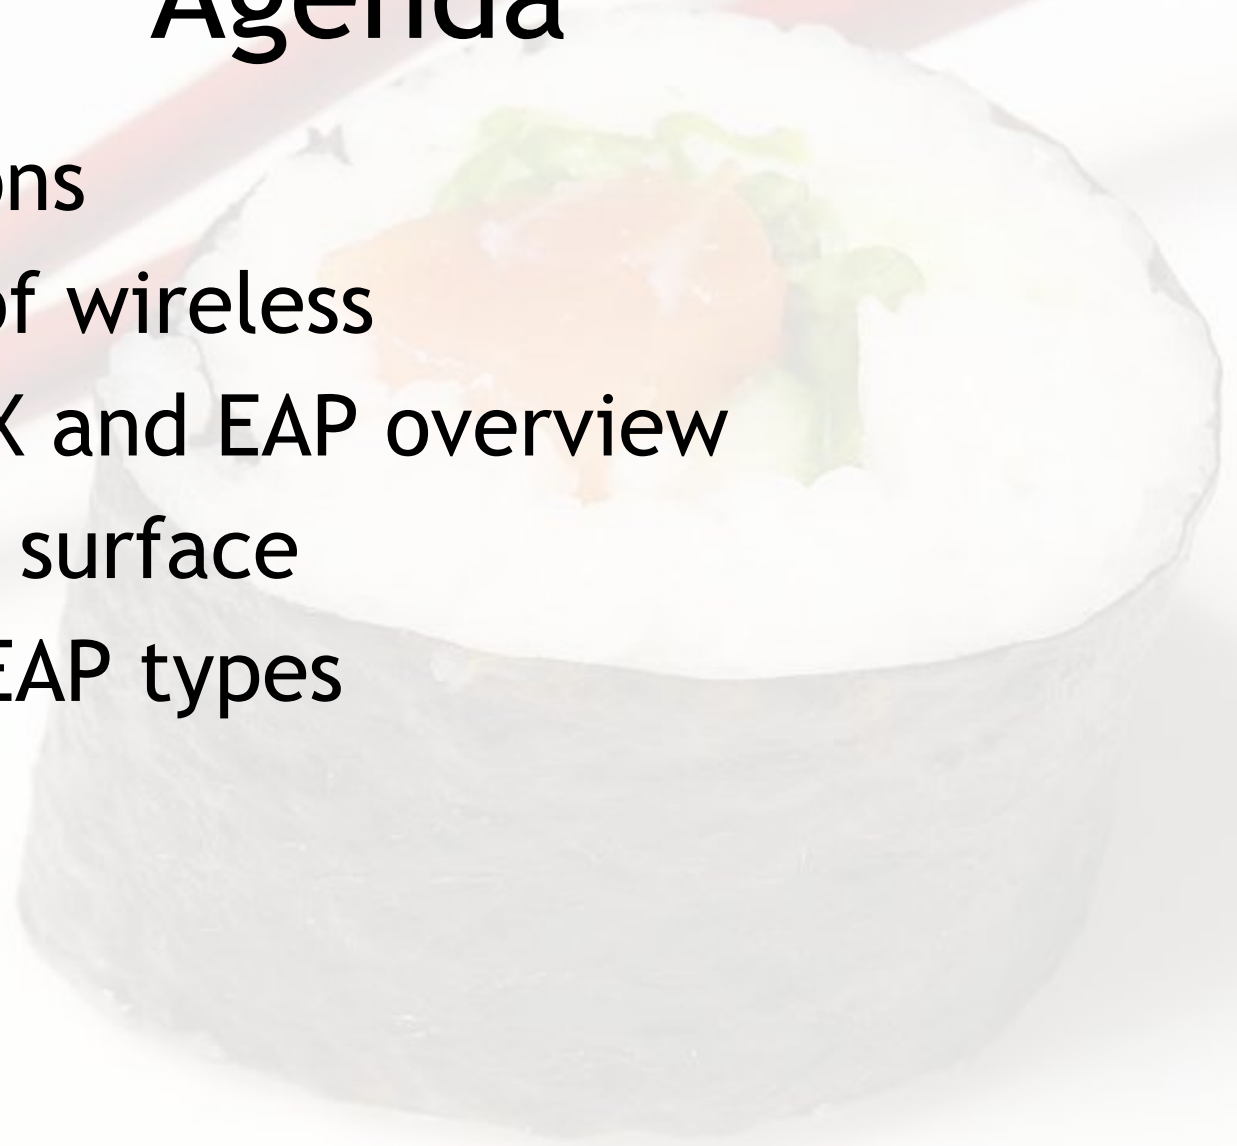 Agenda
ons
of wireless
X and EAP overview
surface
EAP types